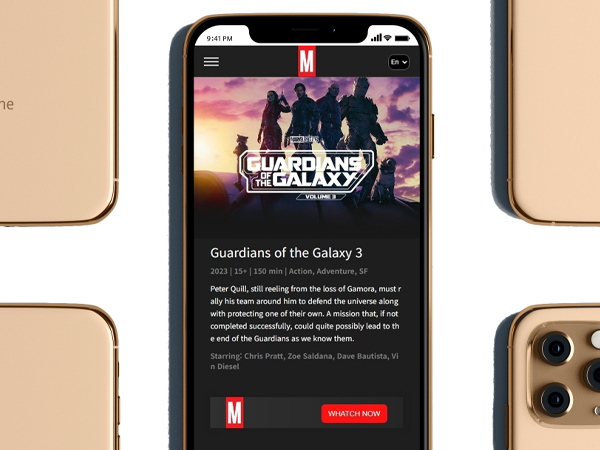 9:41 PM
M
En
ne
MARVEL STUDIOS
GUARDIANS
OF THE GALAXY
VOLUME 3
Guardians of the Galaxy 3
2023 | 15+ | 150 min | Action, Adventure, SF
Peter Quill, still reeling from the loss of Gamora, must r
ally his team around him to defend the universe along
with protecting one of their own. A mission that, if not
completed successfully, could quite possibly lead to th
e end of the Guardians as we know them.
Starring: Chris Pratt, Zoe Saldana, Dave Bautista, Vi
n Diesel
M
WHATCH NOW